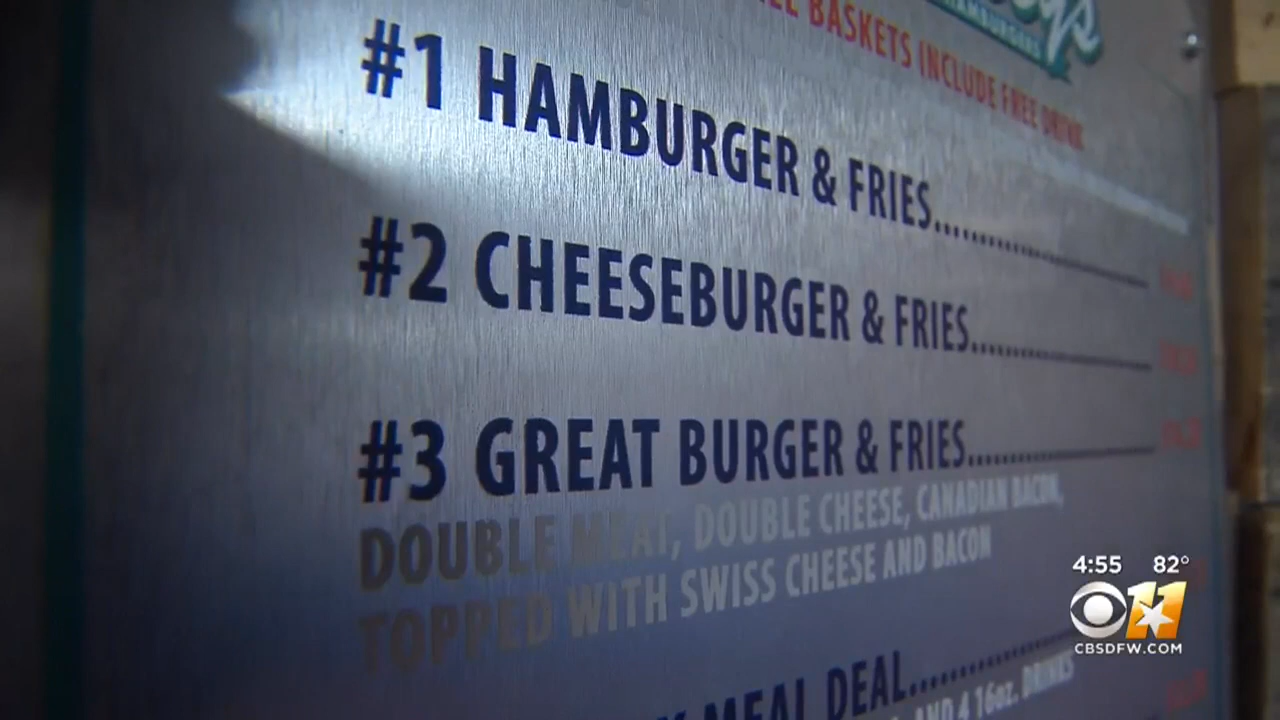 BASKETS INCLUDE FREE DRINK
HAMBURGERS
#1 HAMBURGER & FRIES
#2 CHEESEBURGER & FRIES
#3 GREAT BURGER & FRIES
DOUBLE MEAT, DOUBLE CHEESE, CANADIAN BACON,
TOPPED WITH SWISS CHEESE AND BACON
MEAL DEAL
AND 4 16oz. DRINKS
4:55 82°
11
CBSDFW.COM